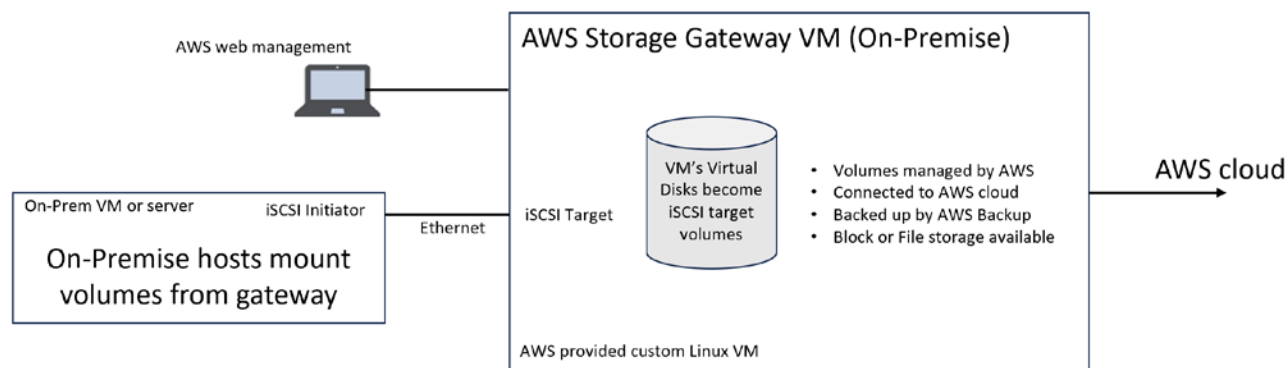 AWS web management
AWS Storage Gateway VM (On-Premise)
VM's Virtual
Disks become
iSCSI target
volumes
• Volumes managed by AWS
• Connected to AWS cloud
• Backed up by AWS Backup
• Block or File storage available
AWS cloud
On-Prem VM or server
iSCSI Initiator
Ethernet
iSCSI Target
On-Premise hosts mount
volumes from gateway
AWS provided custom Linux VM